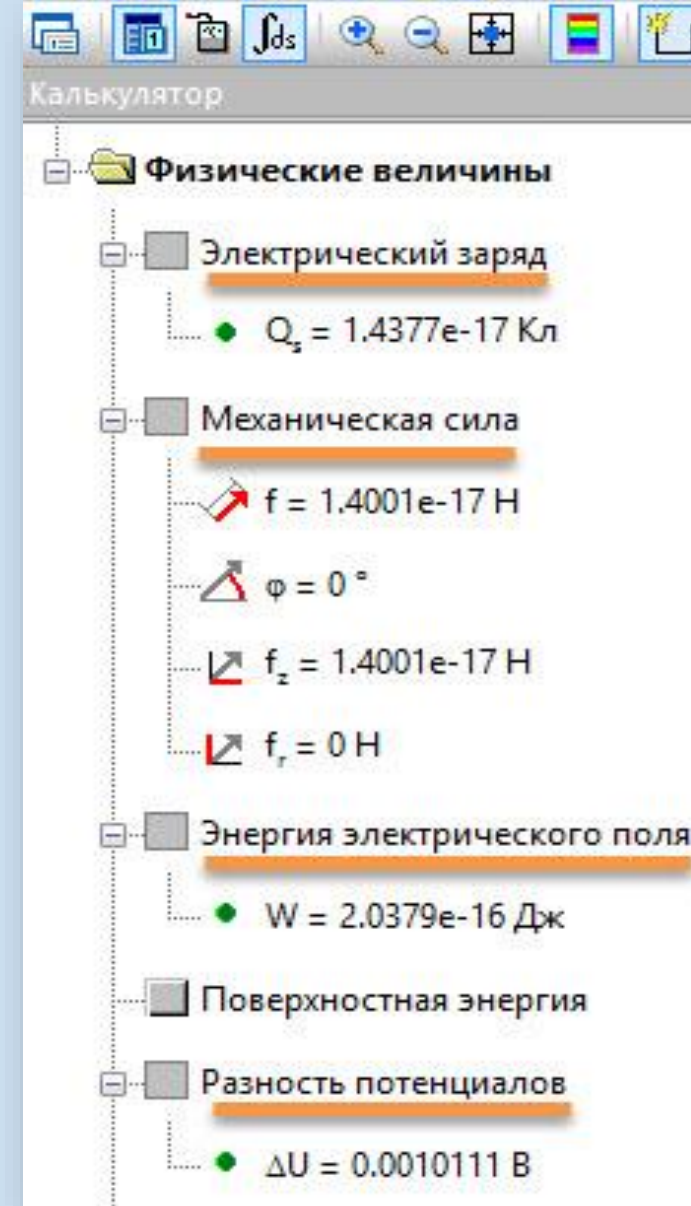 ∫ds
Калькулятор
Физические величины
Электрический заряд
Qs = 1.4377e-17 Кл
Механическая сила
f = 1.4001e-17 Н
φ = 0 °
fz = 1.4001e-17 Н
fr = 0 Н
Энергия электрического поля
W = 2.0379e-16 Дж
Поверхностная энергия
Разность потенциалов
ΔU = 0.0010111 В